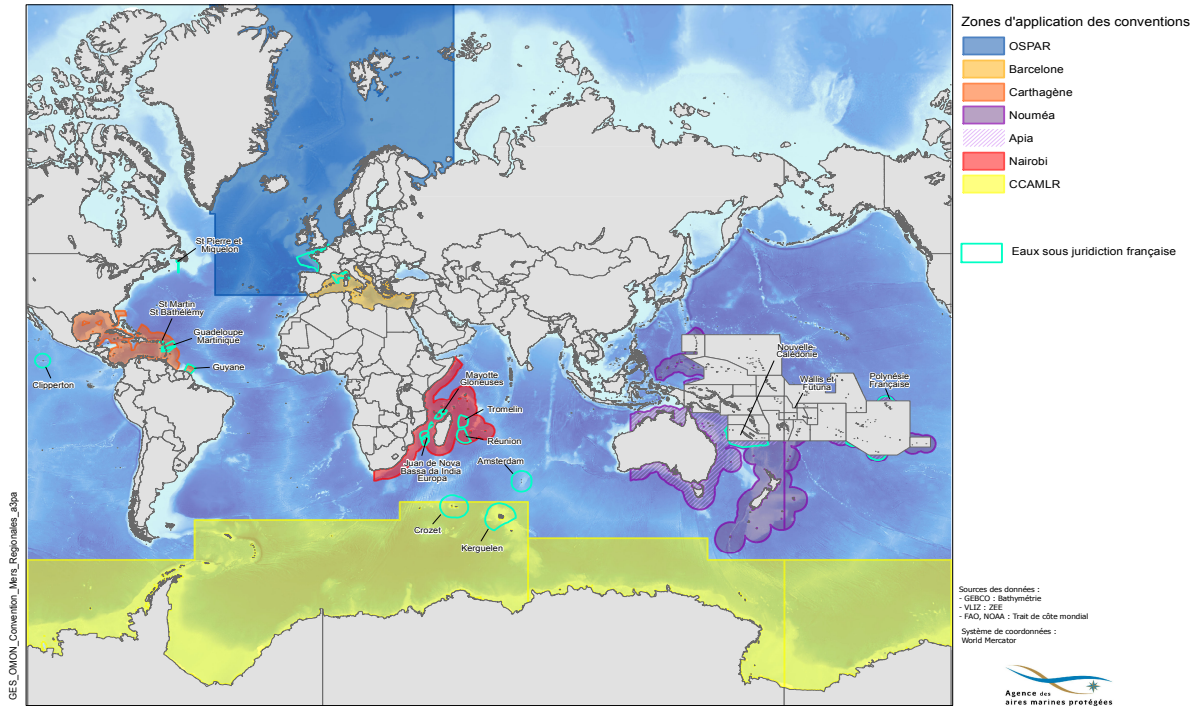 Zones d'application des conventions
OSPAR
Barcelone
Carthagène
Nouméa
Apia
Nairobi
CCAMLR
Eaux sous juridiction française
St Pierre et
Miquelon
St Martin
St Bathélemy
Guadeloupe
Martinique
Guyane
Clipperton
Mayotte
Glorieuses
Tromelin
Réunion
Juan de Nova
Bassa da India
Europa
Amsterdam
Crozet
Kerguelen
Nouvelle-
Calédonie
Wallis et
Futuna
Polynésie
Française
GES_OMON_Convention_Mers_Regionales_a3pa
Sources des données :
- GEBCO : Bathymétrie
- VLIZ : ZEE
- FAO, NOAA : Trait de côte mondial
Système de coordonnées :
World Mercator
Agence des
aires marines protégées